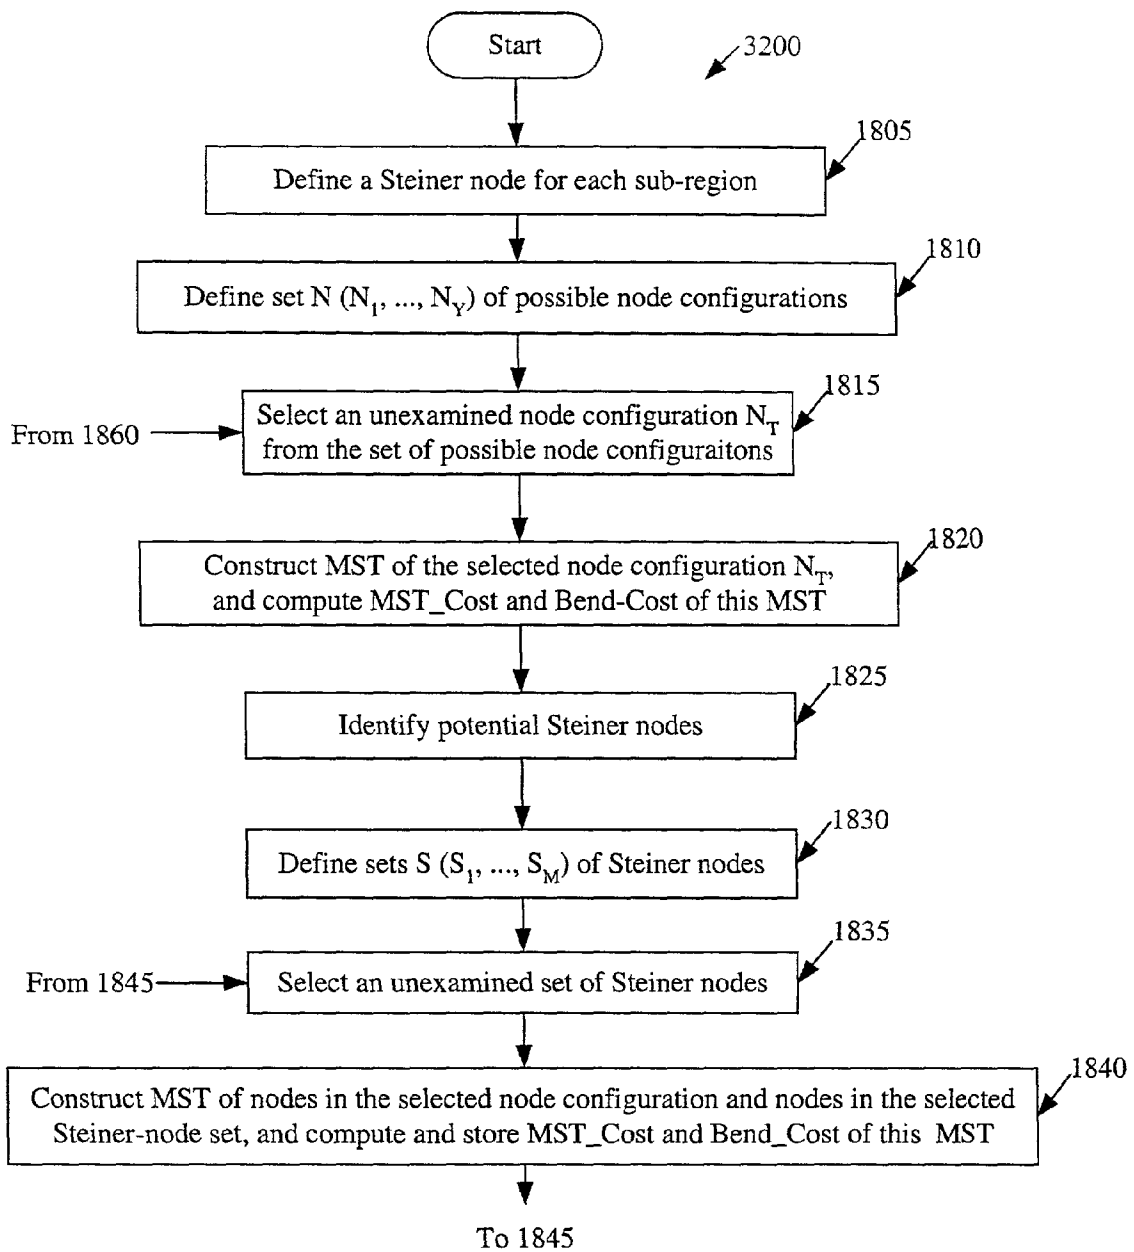 Start
3200
1805
Define a Steiner node for each sub-region
1810
Define set N (N₁, ..., N_Y) of possible node configurations
1815
Select an unexamined node configuration N_T
From 1860
from the set of possible node configuraitons
1820
Construct MST of the selected node configuration N_T,
and compute MST_Cost and Bend-Cost of this MST
1825
Identify potential Steiner nodes
1830
Define sets S (S₁, ..., S_M) of Steiner nodes
1835
From 1845
Select an unexamined set of Steiner nodes
1840
Construct MST of nodes in the selected node configuration and nodes in the selected
Steiner-node set, and compute and store MST_Cost and Bend_Cost of this MST
To 1845